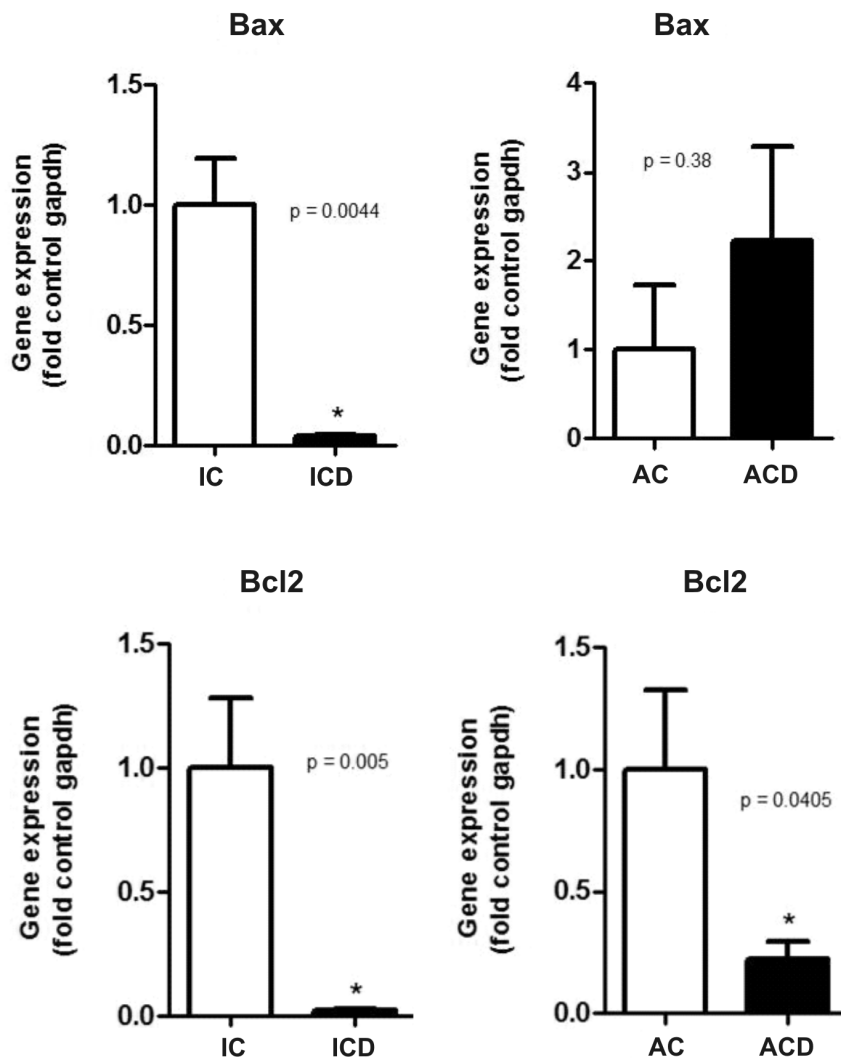 Bax
Gene expression
(fold control gapdh)
1.5
1.0
0.5
0.0
p = 0.0044
*
IC
ICD
Bax
Gene expression
(fold control gapdh)
4
3
2
1
0
p = 0.38
AC
ACD
Bcl2
Gene expression
(fold control gapdh)
1.5
1.0
0.5
0.0
p = 0.005
*
IC
ICD
Bcl2
Gene expression
(fold control gapdh)
1.5
1.0
0.5
0.0
p = 0.0405
*
AC
ACD